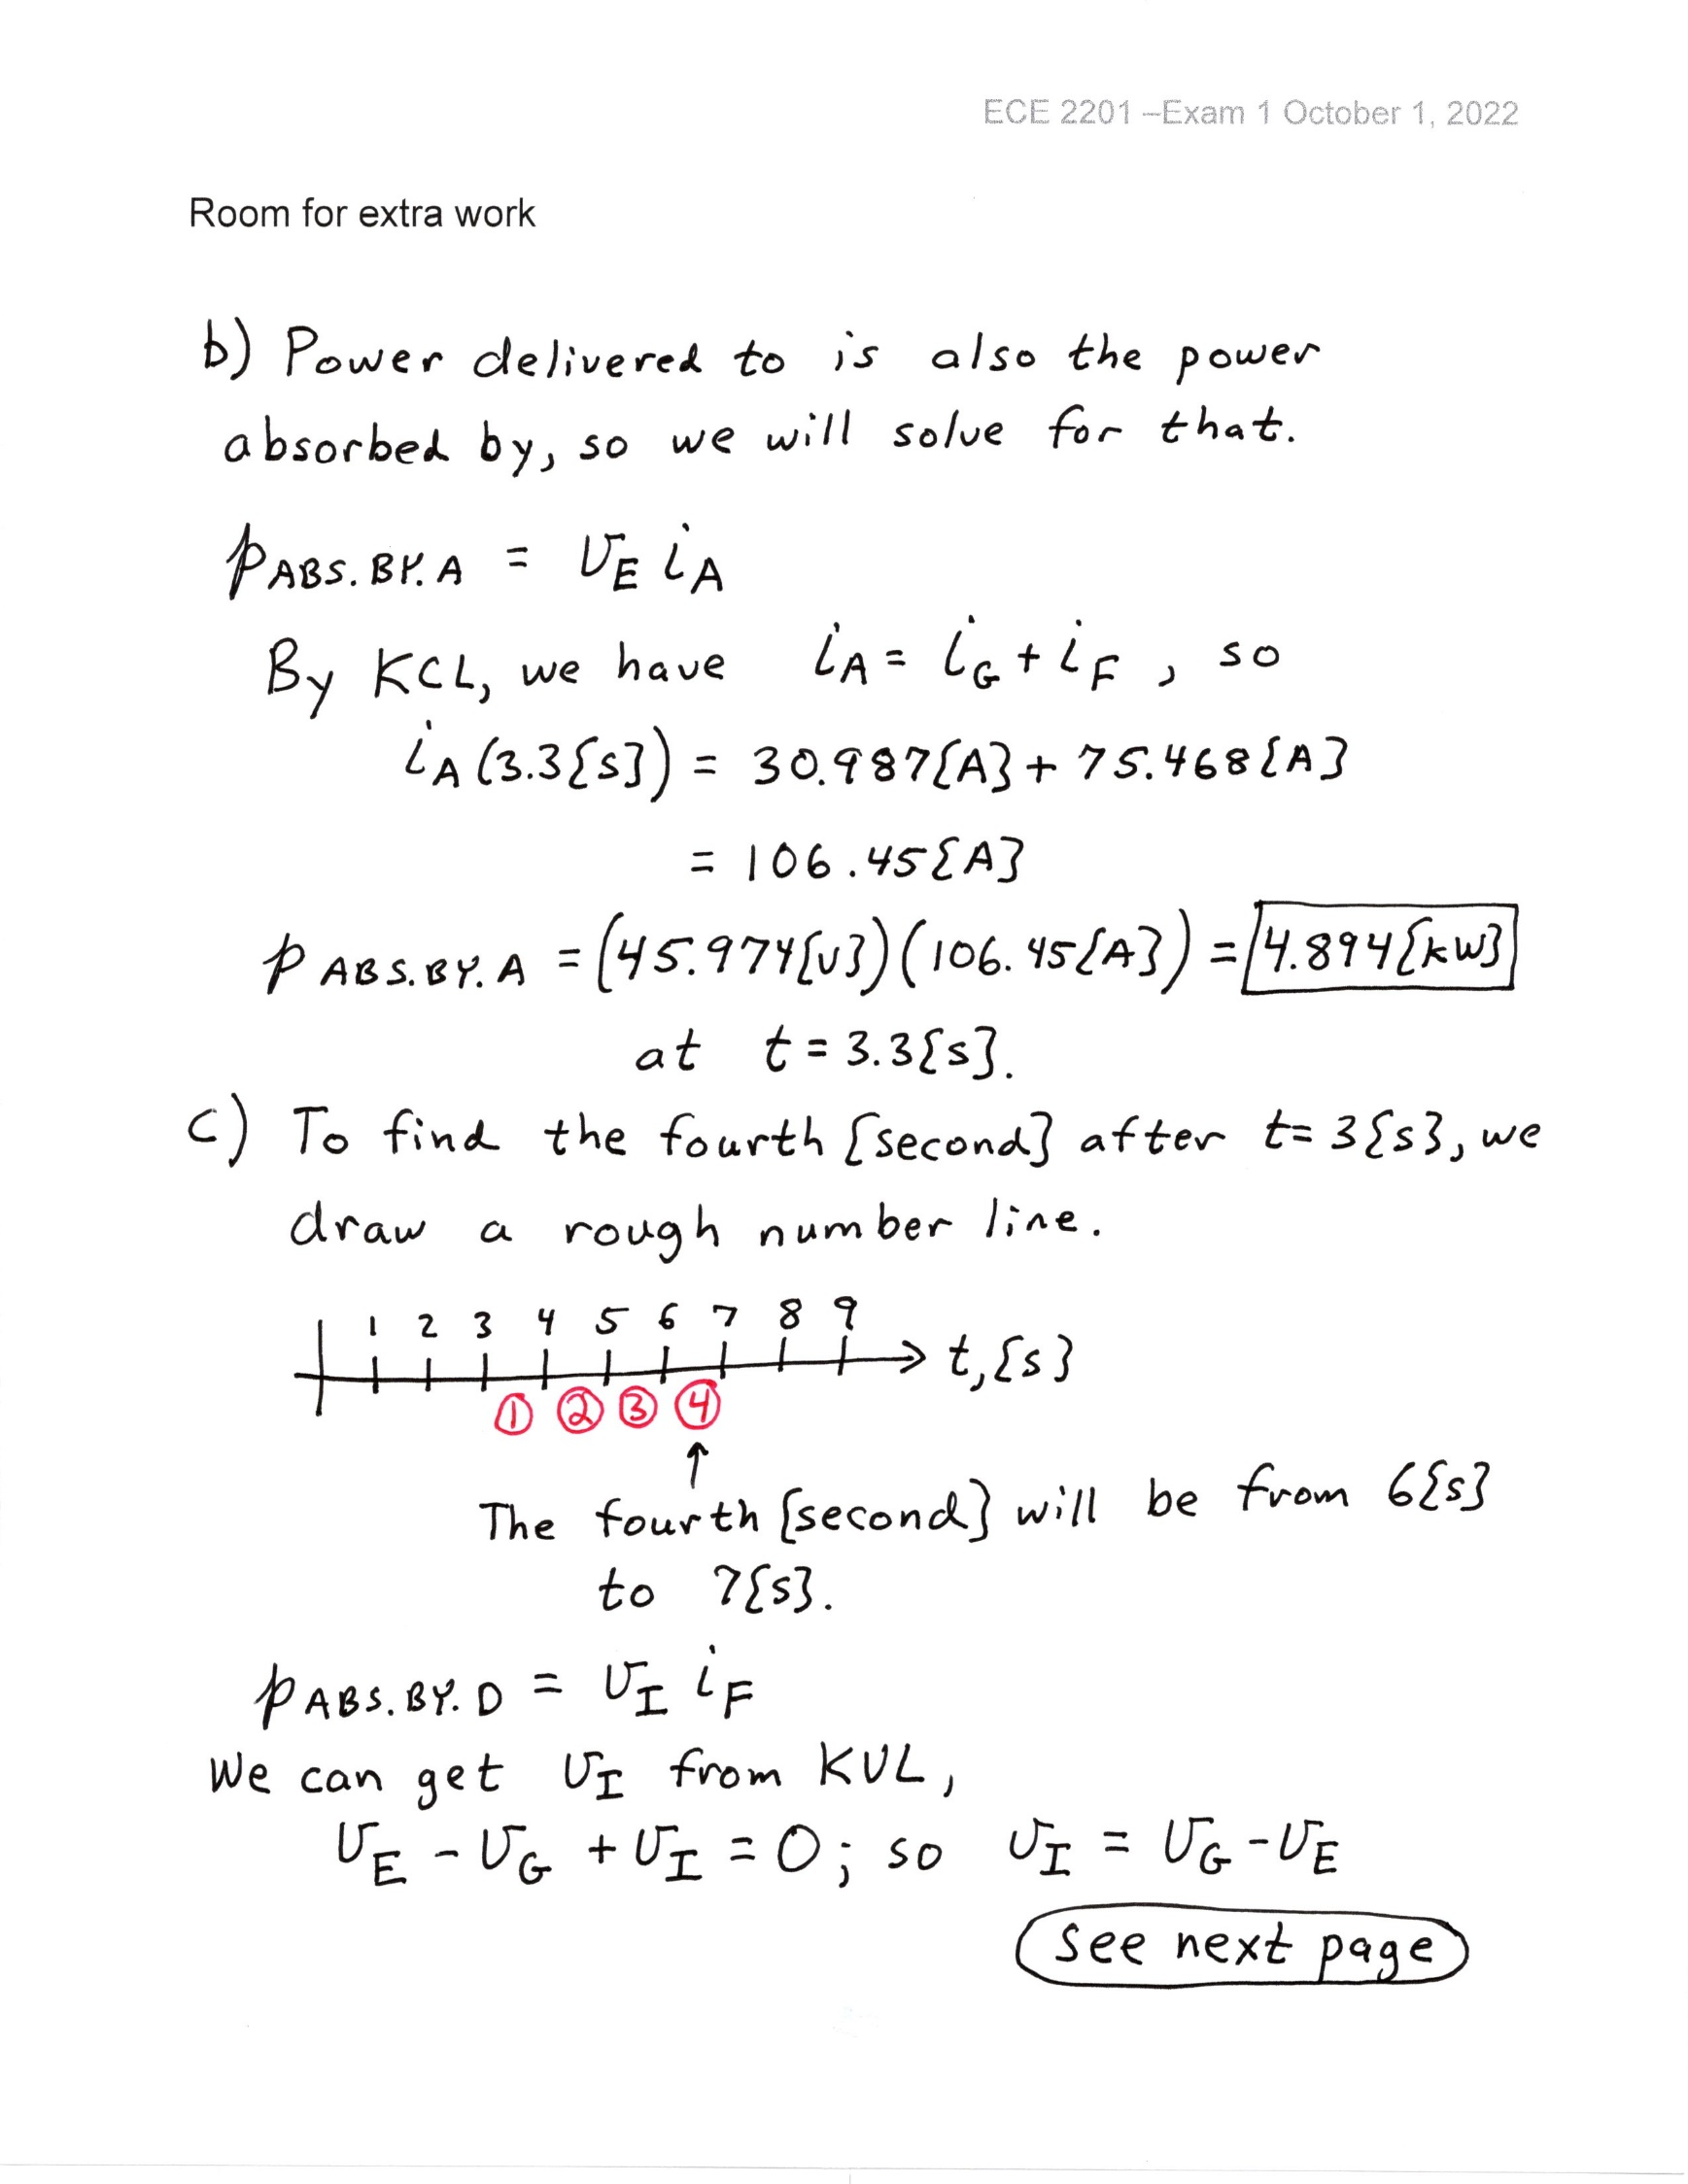 ECE 2201 –Exam 1 October 1, 2022
Room for extra work
b) Power delivered to is also the power
absorbed by, so we will solve for that.
pABS.BY.A = vE iA
By KCL, we have iA = iG + iF , so
iA(3.3{s}) = 30.987{A} + 75.468{A}
= 106.45{A}
pABS.BY.A = (45.974{v})(106.45{A}) = 4.894{kW}
at t = 3.3{s}.
c) To find the fourth {second} after t = 3{s}, we
draw a rough number line.
1 2 3 4 5 6 7 8 9
t,{s}
① ② ③ ④
↑
The fourth {second} will be from 6{s}
to 7{s}.
pABS.BY.D = vI iF
We can get vI from KVL,
vE - vG + vI = 0; so vI = vG - vE
see next page